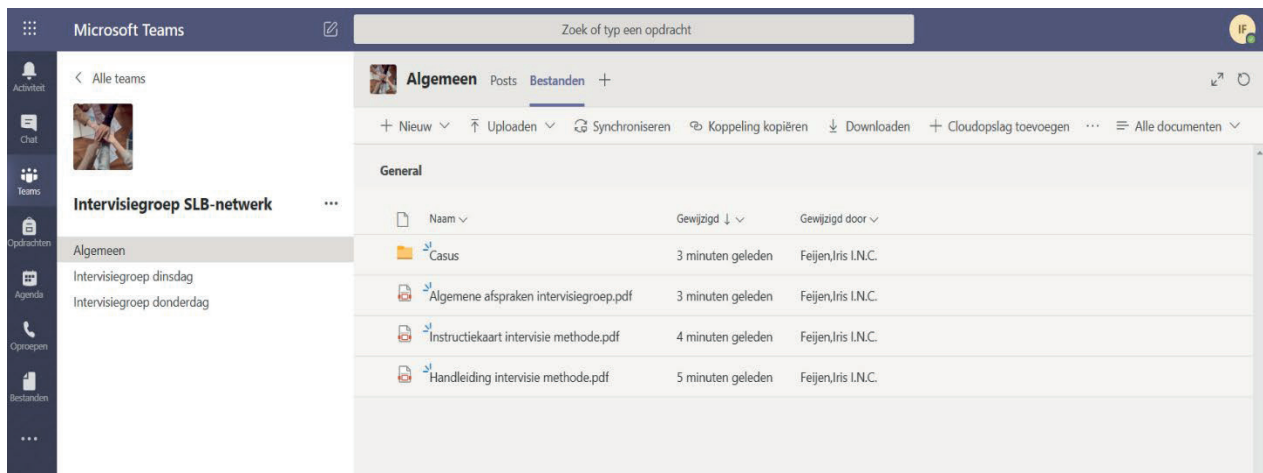 Microsoft Teams
Zoek of typ een opdracht
IF
Activiteit
Chat
Teams
Opdrachten
Agenda
Oproepen
Bestanden
Alle teams
Intervisiegroep SLB-netwerk
Algemeen
Intervisiegroep dinsdag
Intervisiegroep donderdag
Algemeen Posts Bestanden
Nieuw Uploaden Synchroniseren Koppeling kopiëren Downloaden Cloudopslag toevoegen ... Alle documenten
General
Naam Gewijzigd Gewijzigd door
Casus 3 minuten geleden Feijen,Iris I.N.C.
Algemene afspraken intervisiegroep.pdf 3 minuten geleden Feijen,Iris I.N.C.
Instructiekaart intervisie methode.pdf 4 minuten geleden Feijen,Iris I.N.C.
Handleiding intervisie methode.pdf 5 minuten geleden Feijen,Iris I.N.C.